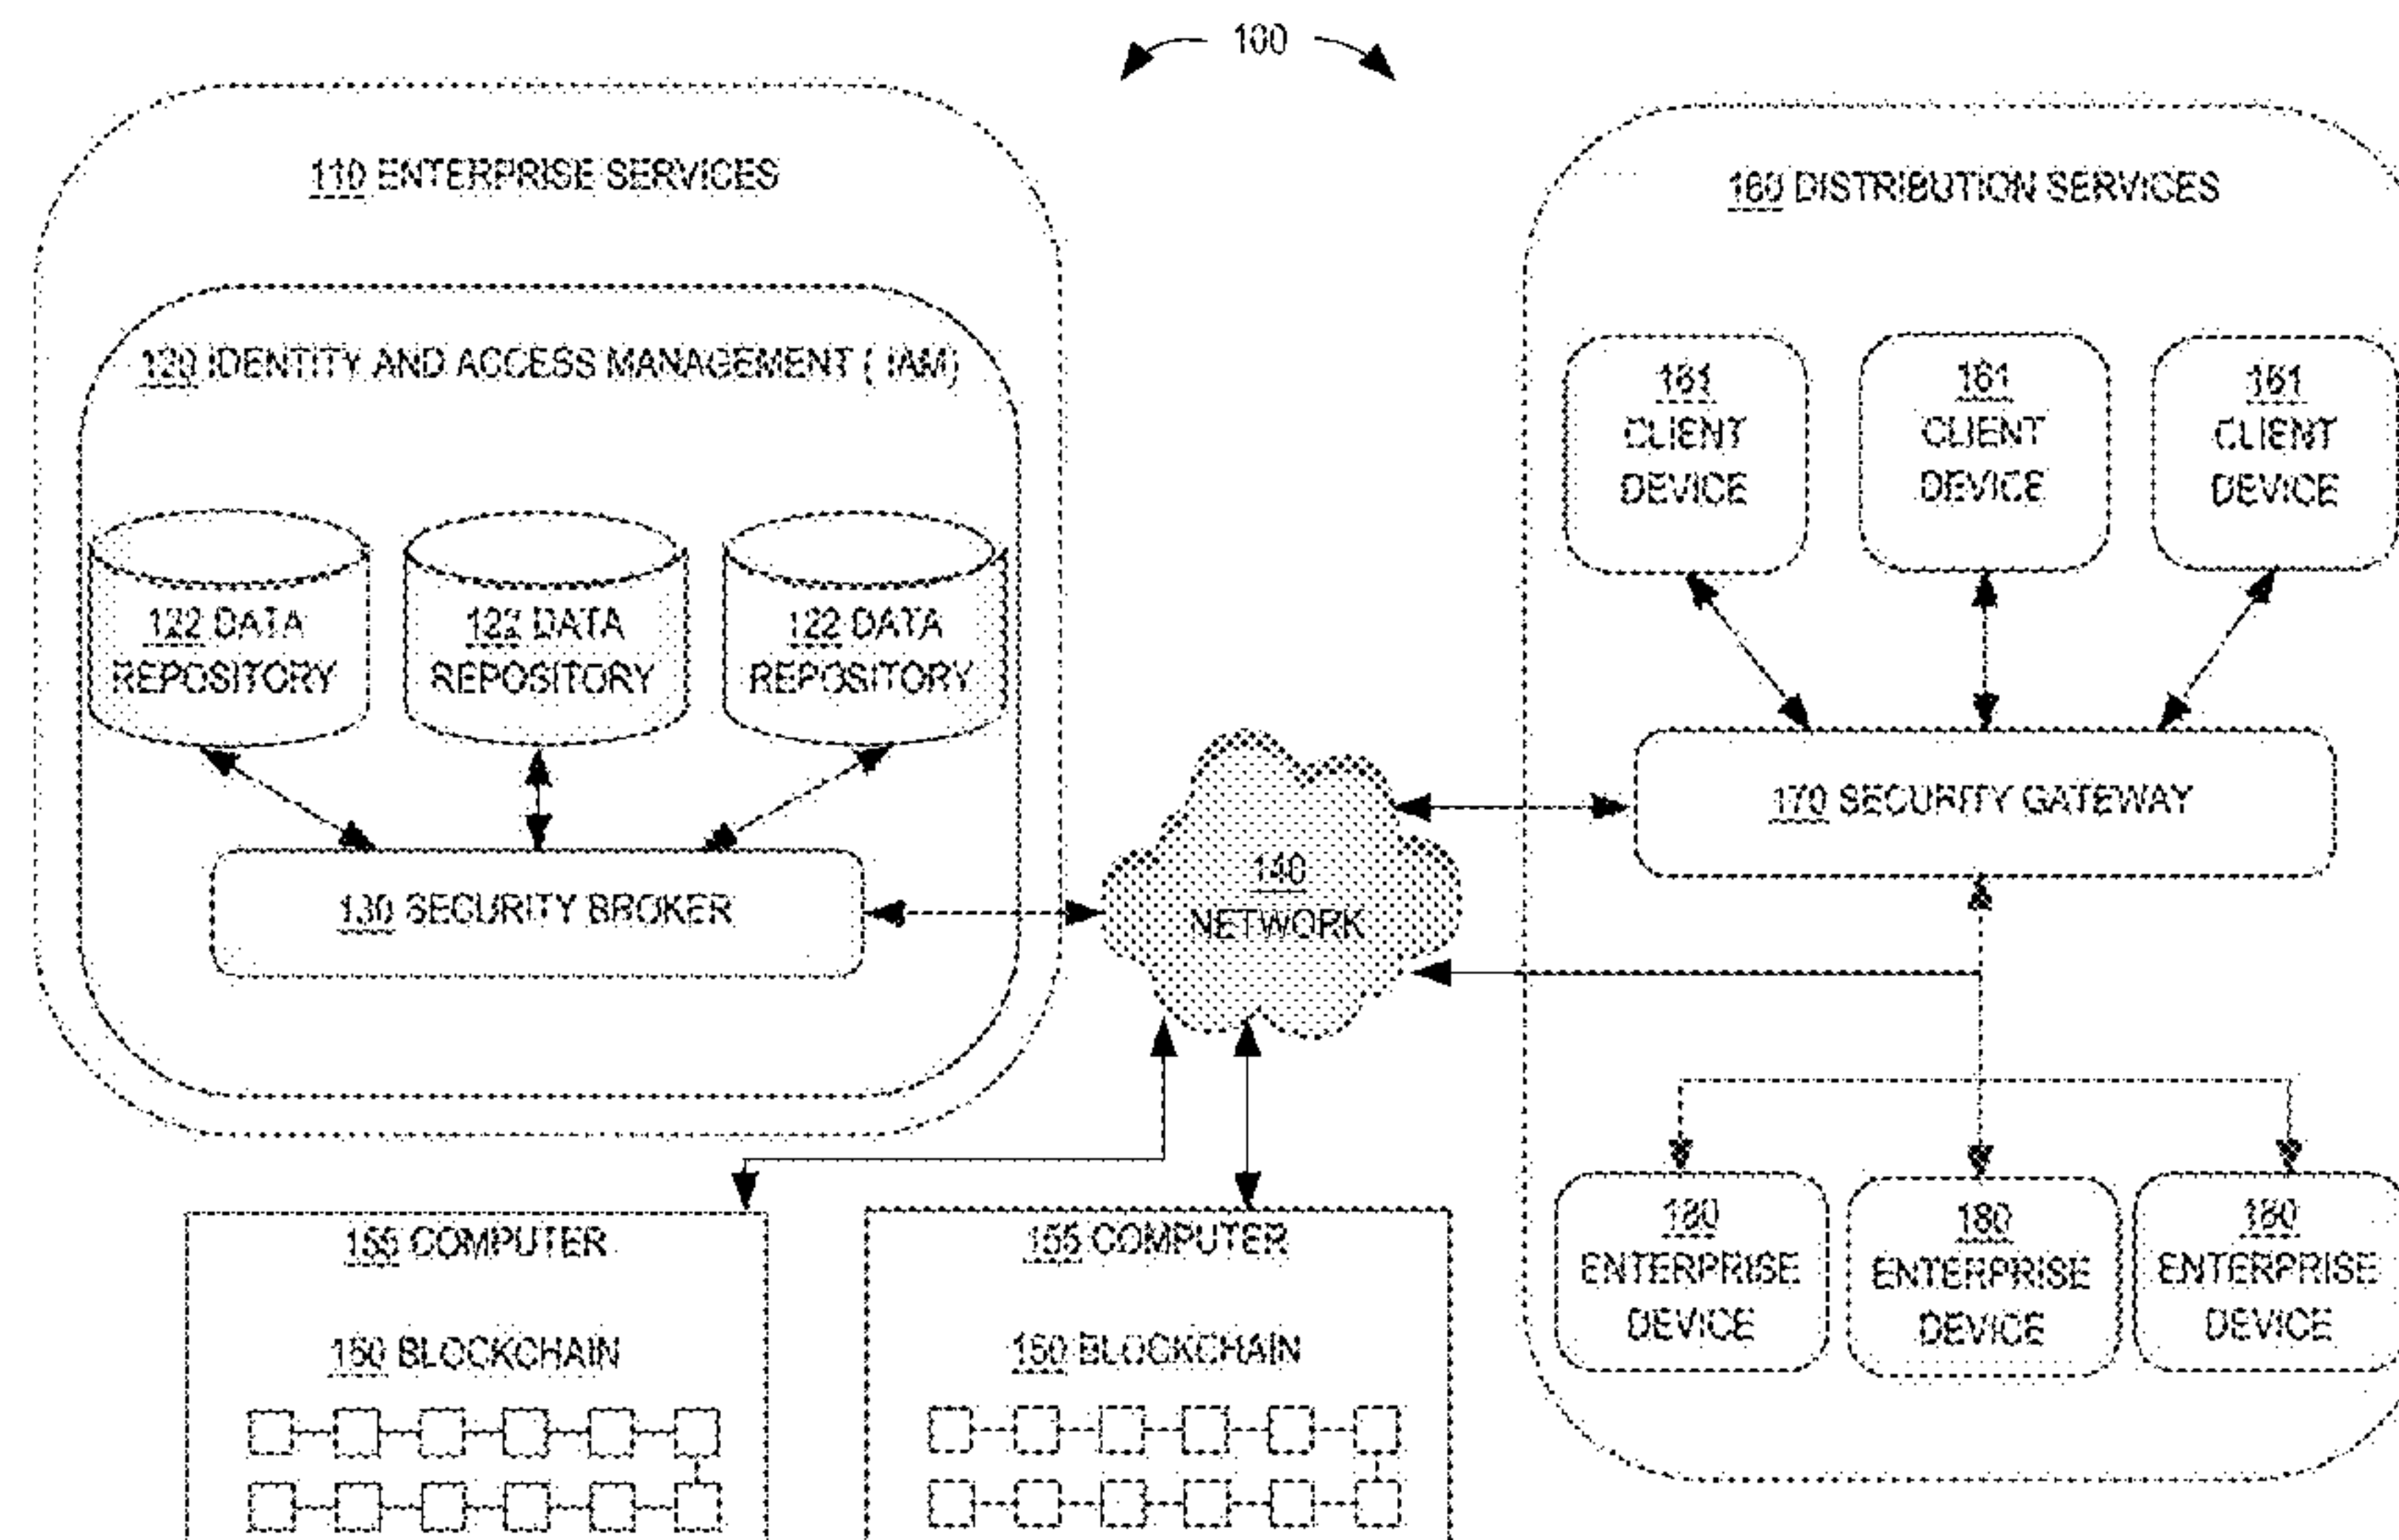 100
110 ENTERPRISE SERVICES
120 IDENTITY AND ACCESS MANAGEMENT ( IAM)
122 DATA
REPOSITORY
122 DATA
REPOSITORY
122 DATA
REPOSITORY
130 SECURITY BROKER
140
NETWORK
160 DISTRIBUTION SERVICES
161
CLIENT
DEVICE
161
CLIENT
DEVICE
161
CLIENT
DEVICE
170 SECURITY GATEWAY
180
ENTERPRISE
DEVICE
180
ENTERPRISE
DEVICE
180
ENTERPRISE
DEVICE
155 COMPUTER
150 BLOCKCHAIN
155 COMPUTER
150 BLOCKCHAIN